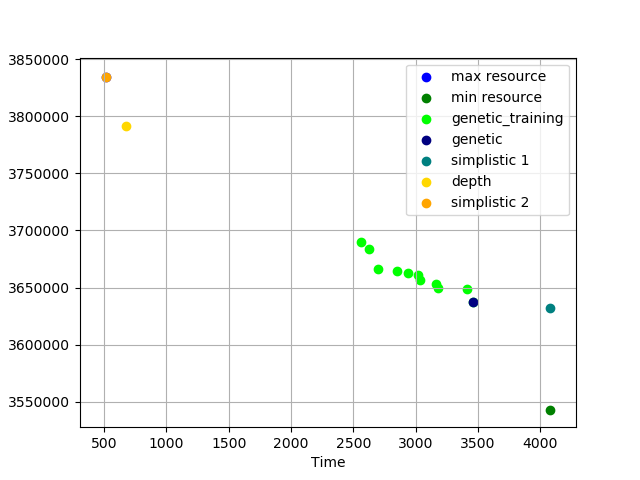 3850000
3800000
3750000
3700000
3650000
3600000
3550000
max resource
min resource
genetic_training
genetic
simplistic 1
depth
simplistic 2
500 1000 1500 2000 2500 3000 3500 4000
Time